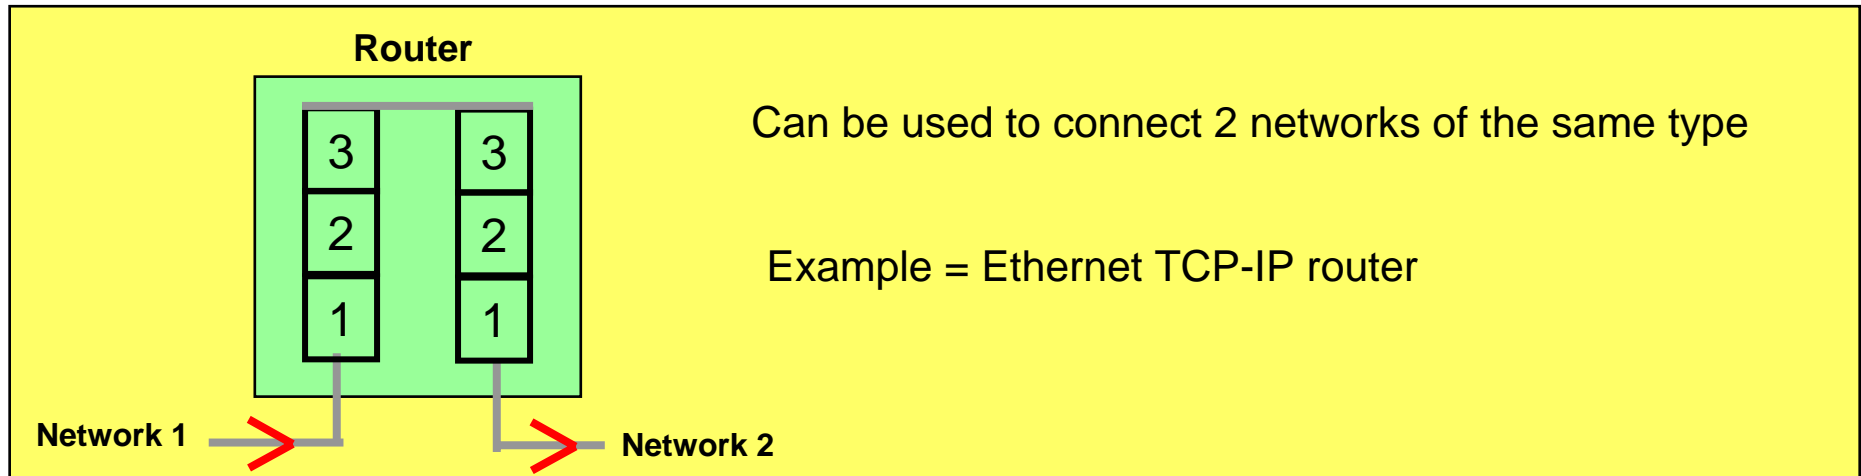 Router
Can be used to connect 2 networks of the same type
3 3
2 2
Example = Ethernet TCP-IP router
1 1
Network 1
Network 2